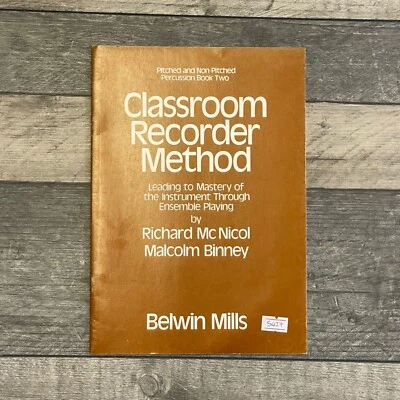 Pitched and Non-Pitched
Percussion Book Two
Classroom
Recorder
Method
Leading to Mastery of
the Instrument Through
Ensemble Playing
by
Richard Mc Nicol
Malcolm Binney
Belwin Mills